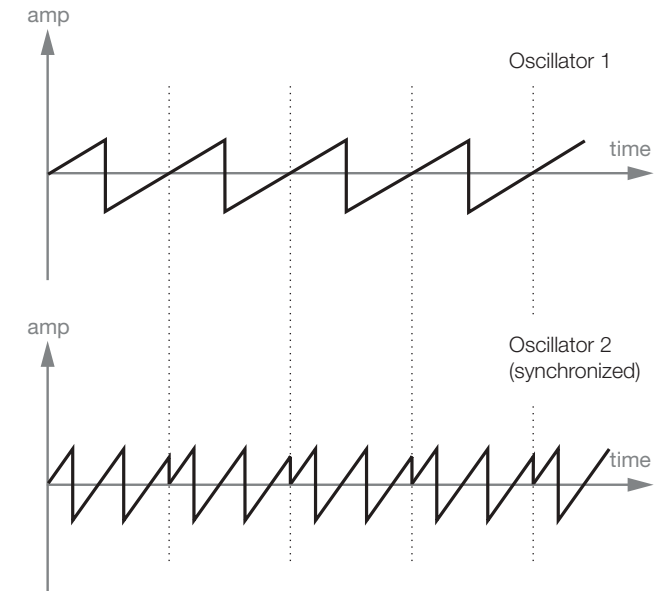 amp
Oscillator 1
time
amp
Oscillator 2
(synchronized)
time